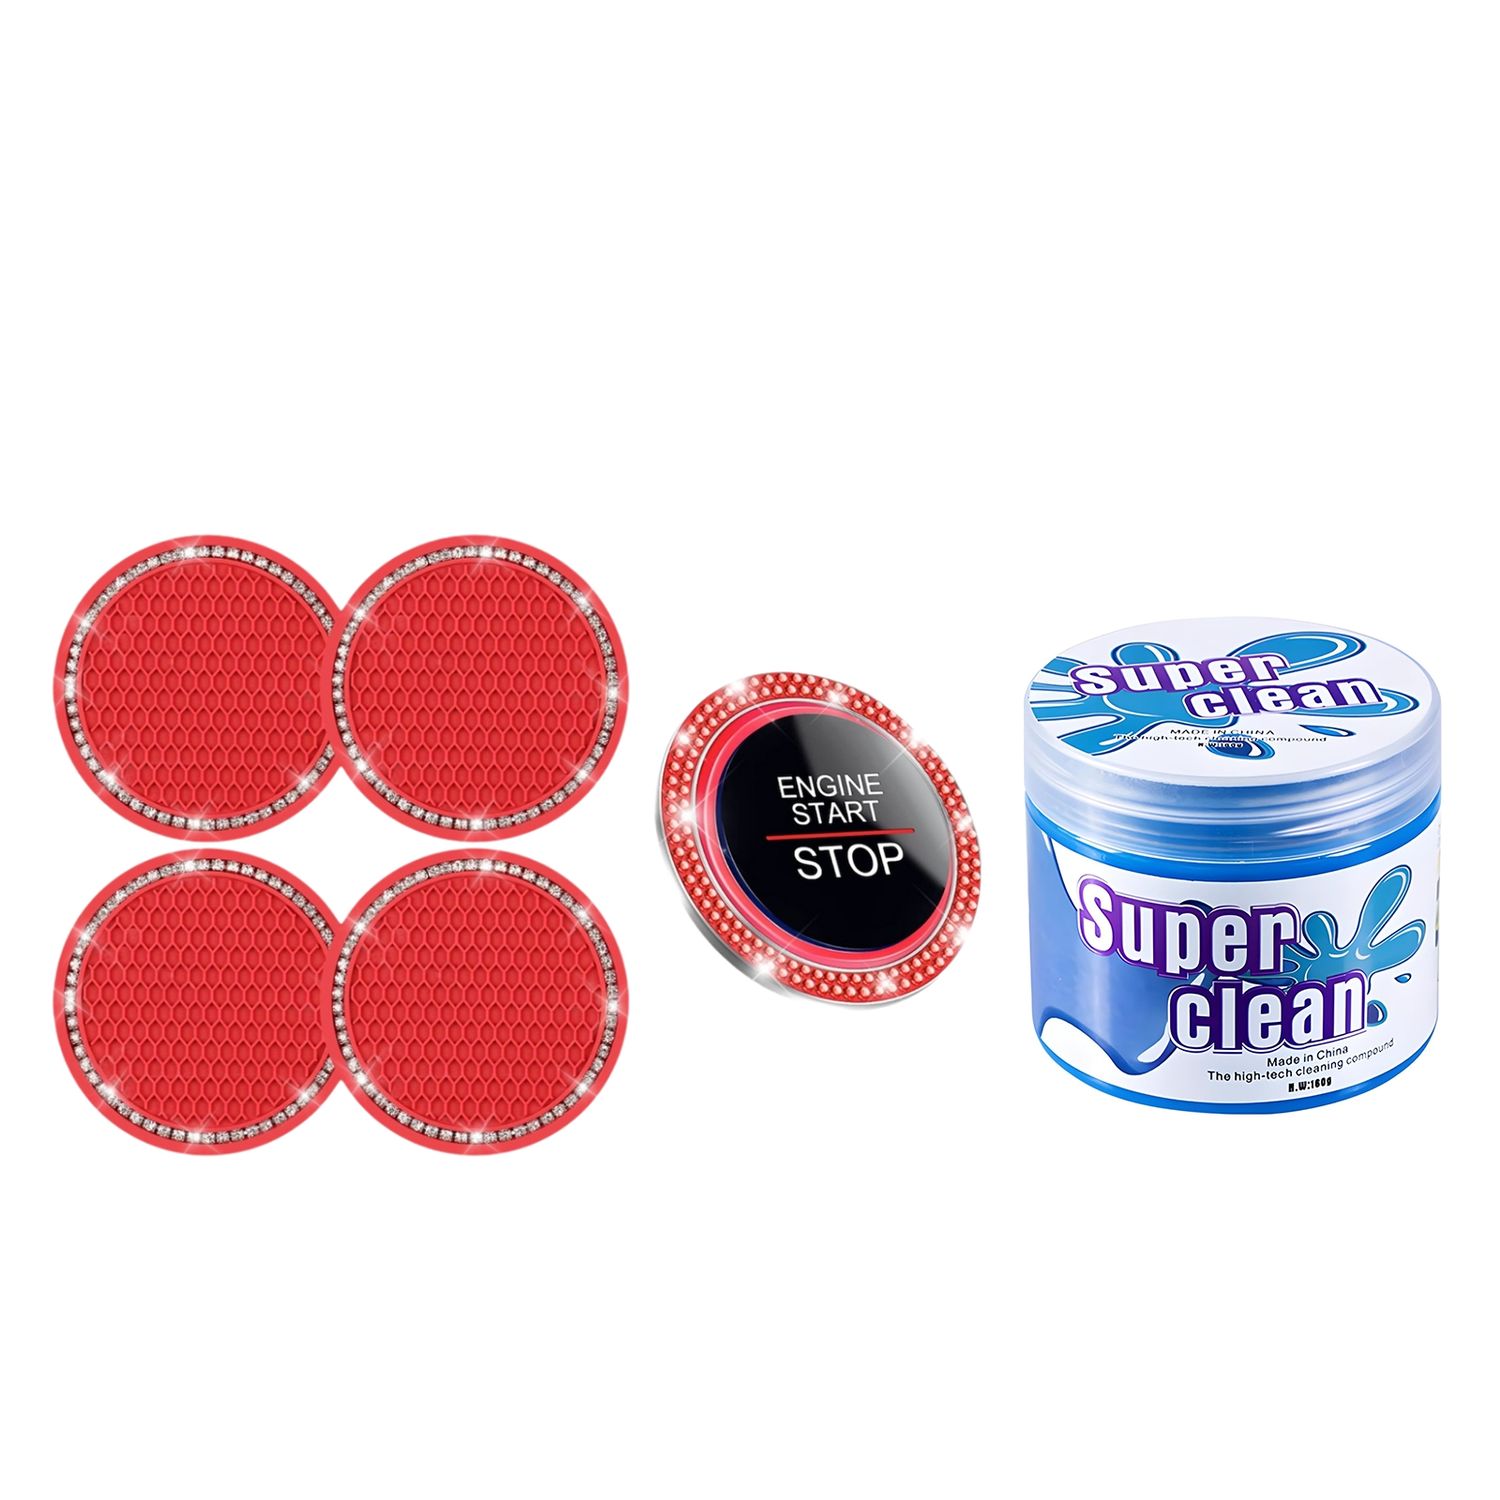 ENGINE
START
STOP
Super
clean
MADE IN CHINA
The high-tech cleaning compound
N.W:160g
Super
clean
Made in China
The high-tech cleaning compound
N.W:160g